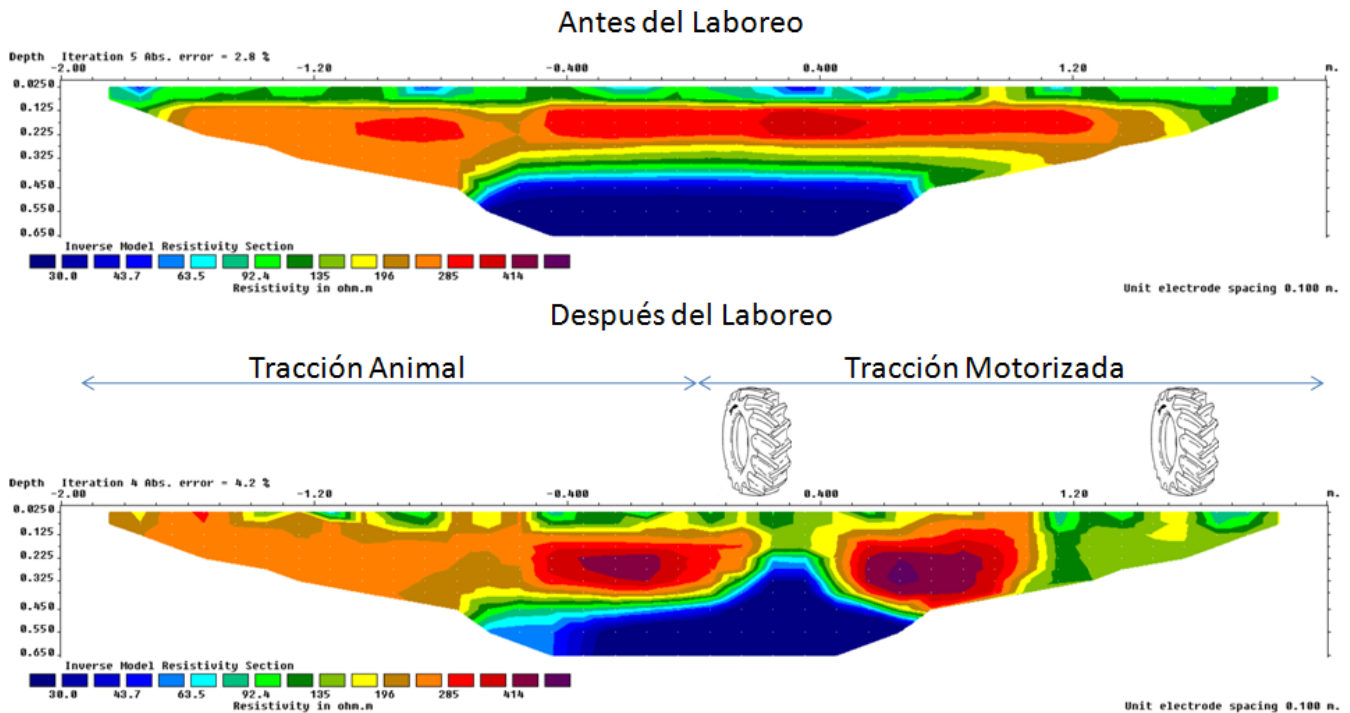 Antes del Laboreo
Depth Iteration 5 Abs. error = 2.8 %
-2.00 -1.20 -0.400 0.400 1.20 m.
0.0250
0.125
0.225
0.325
0.450
0.550
0.650
Inverse Model Resistivity Section
30.0 43.7 63.5 92.4 135 196 285 414
Resistivity in ohm.m
Unit electrode spacing 0.100 m.
Después del Laboreo
Tracción Animal Tracción Motorizada
Depth Iteration 4 Abs. error = 4.2 %
-2.00 -1.20 -0.400 0.400 1.20 m.
0.0250
0.125
0.225
0.325
0.450
0.550
0.650
Inverse Model Resistivity Section
30.0 43.7 63.5 92.4 135 196 285 414
Resistivity in ohm.m
Unit electrode spacing 0.100 m.